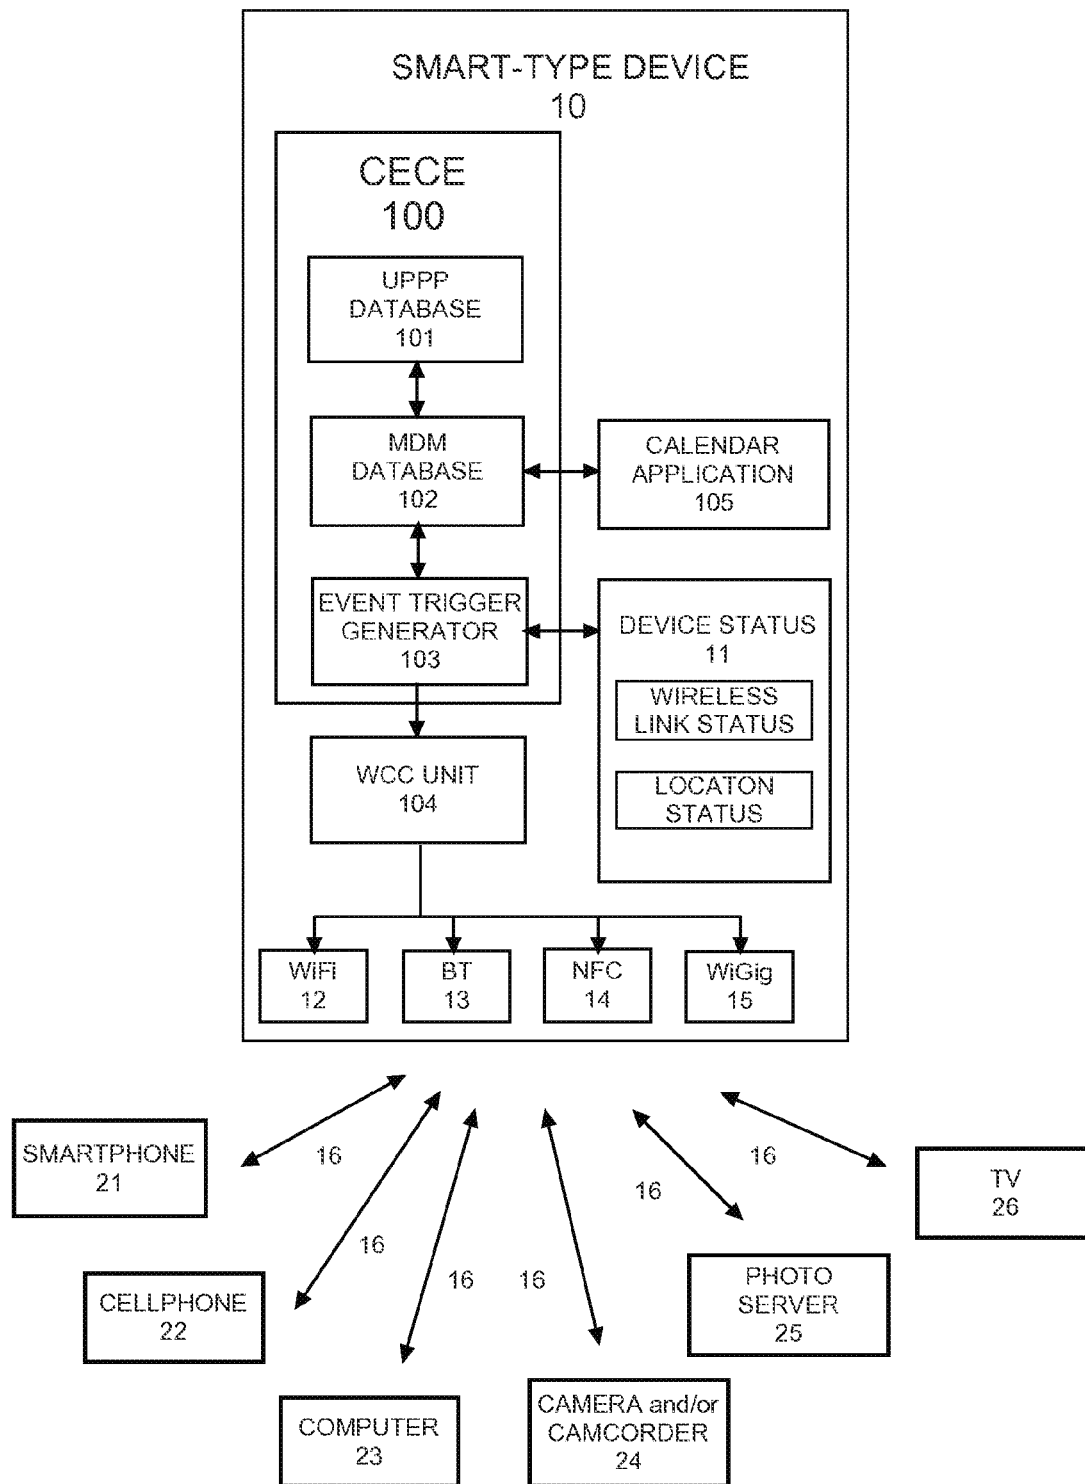 SMART-TYPE DEVICE
10
CECE
100
UPPP
DATABASE
101
MDM
DATABASE
102
CALENDAR
APPLICATION
105
EVENT TRIGGER
GENERATOR
103
DEVICE STATUS
11
WIRELESS
LINK STATUS
LOCATON
STATUS
WCC UNIT
104
WiFi
12
BT
13
NFC
14
WiGig
15
SMARTPHONE
21
16
16
16
16
16
16
TV
26
CELLPHONE
22
PHOTO
SERVER
25
COMPUTER
23
CAMERA and/or
CAMCORDER
24